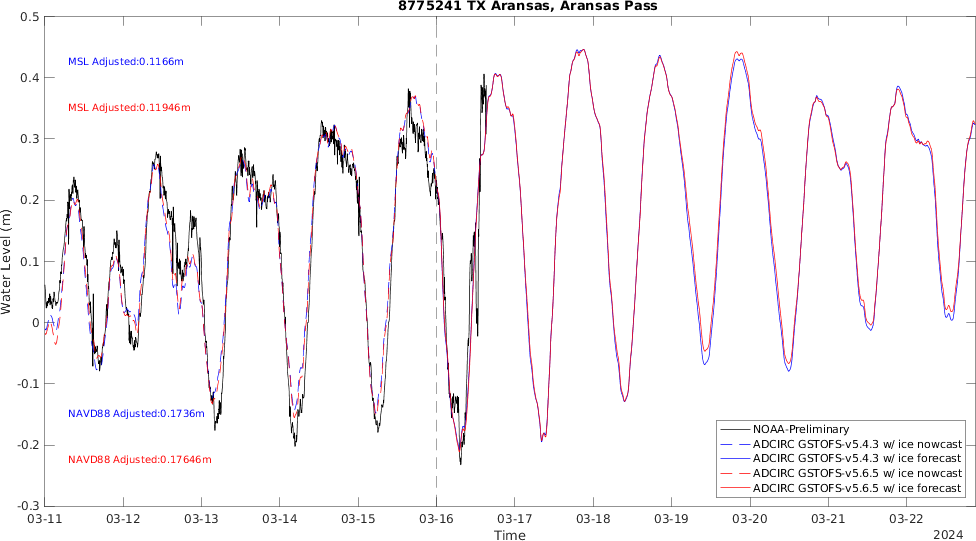 8775241 TX Aransas, Aransas Pass
0.5
0.4
0.3
0.2
0.1
0
-0.1
-0.2
-0.3
Water Level (m)
MSL Adjusted:0.1166m
MSL Adjusted:0.11946m
NAVD88 Adjusted:0.1736m
NAVD88 Adjusted:0.17646m
NOAA-Preliminary
ADCIRC GSTOFS-v5.4.3 w/ ice nowcast
ADCIRC GSTOFS-v5.4.3 w/ ice forecast
ADCIRC GSTOFS-v5.6.5 w/ ice nowcast
ADCIRC GSTOFS-v5.6.5 w/ ice forecast
03-11 03-12 03-13 03-14 03-15 03-16 03-17 03-18 03-19 03-20 03-21 03-22
Time
2024